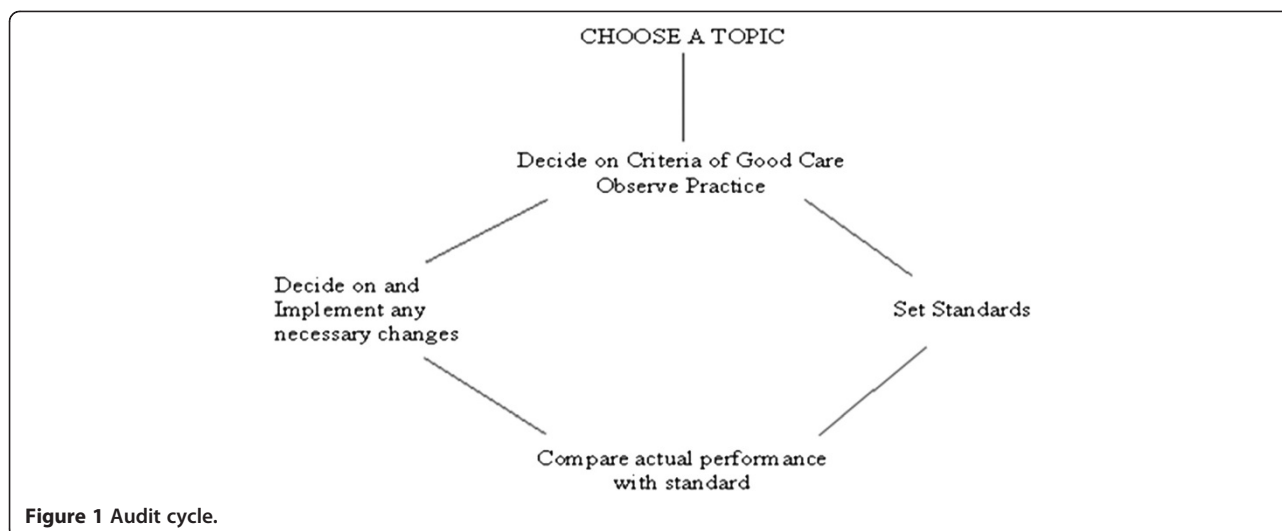 CHOOSE A TOPIC
Decide on Criteria of Good Care
Observe Practice
Decide on and
Implement any
necessary changes
Set Standards
Compare actual performance
with standard
Figure 1 Audit cycle.